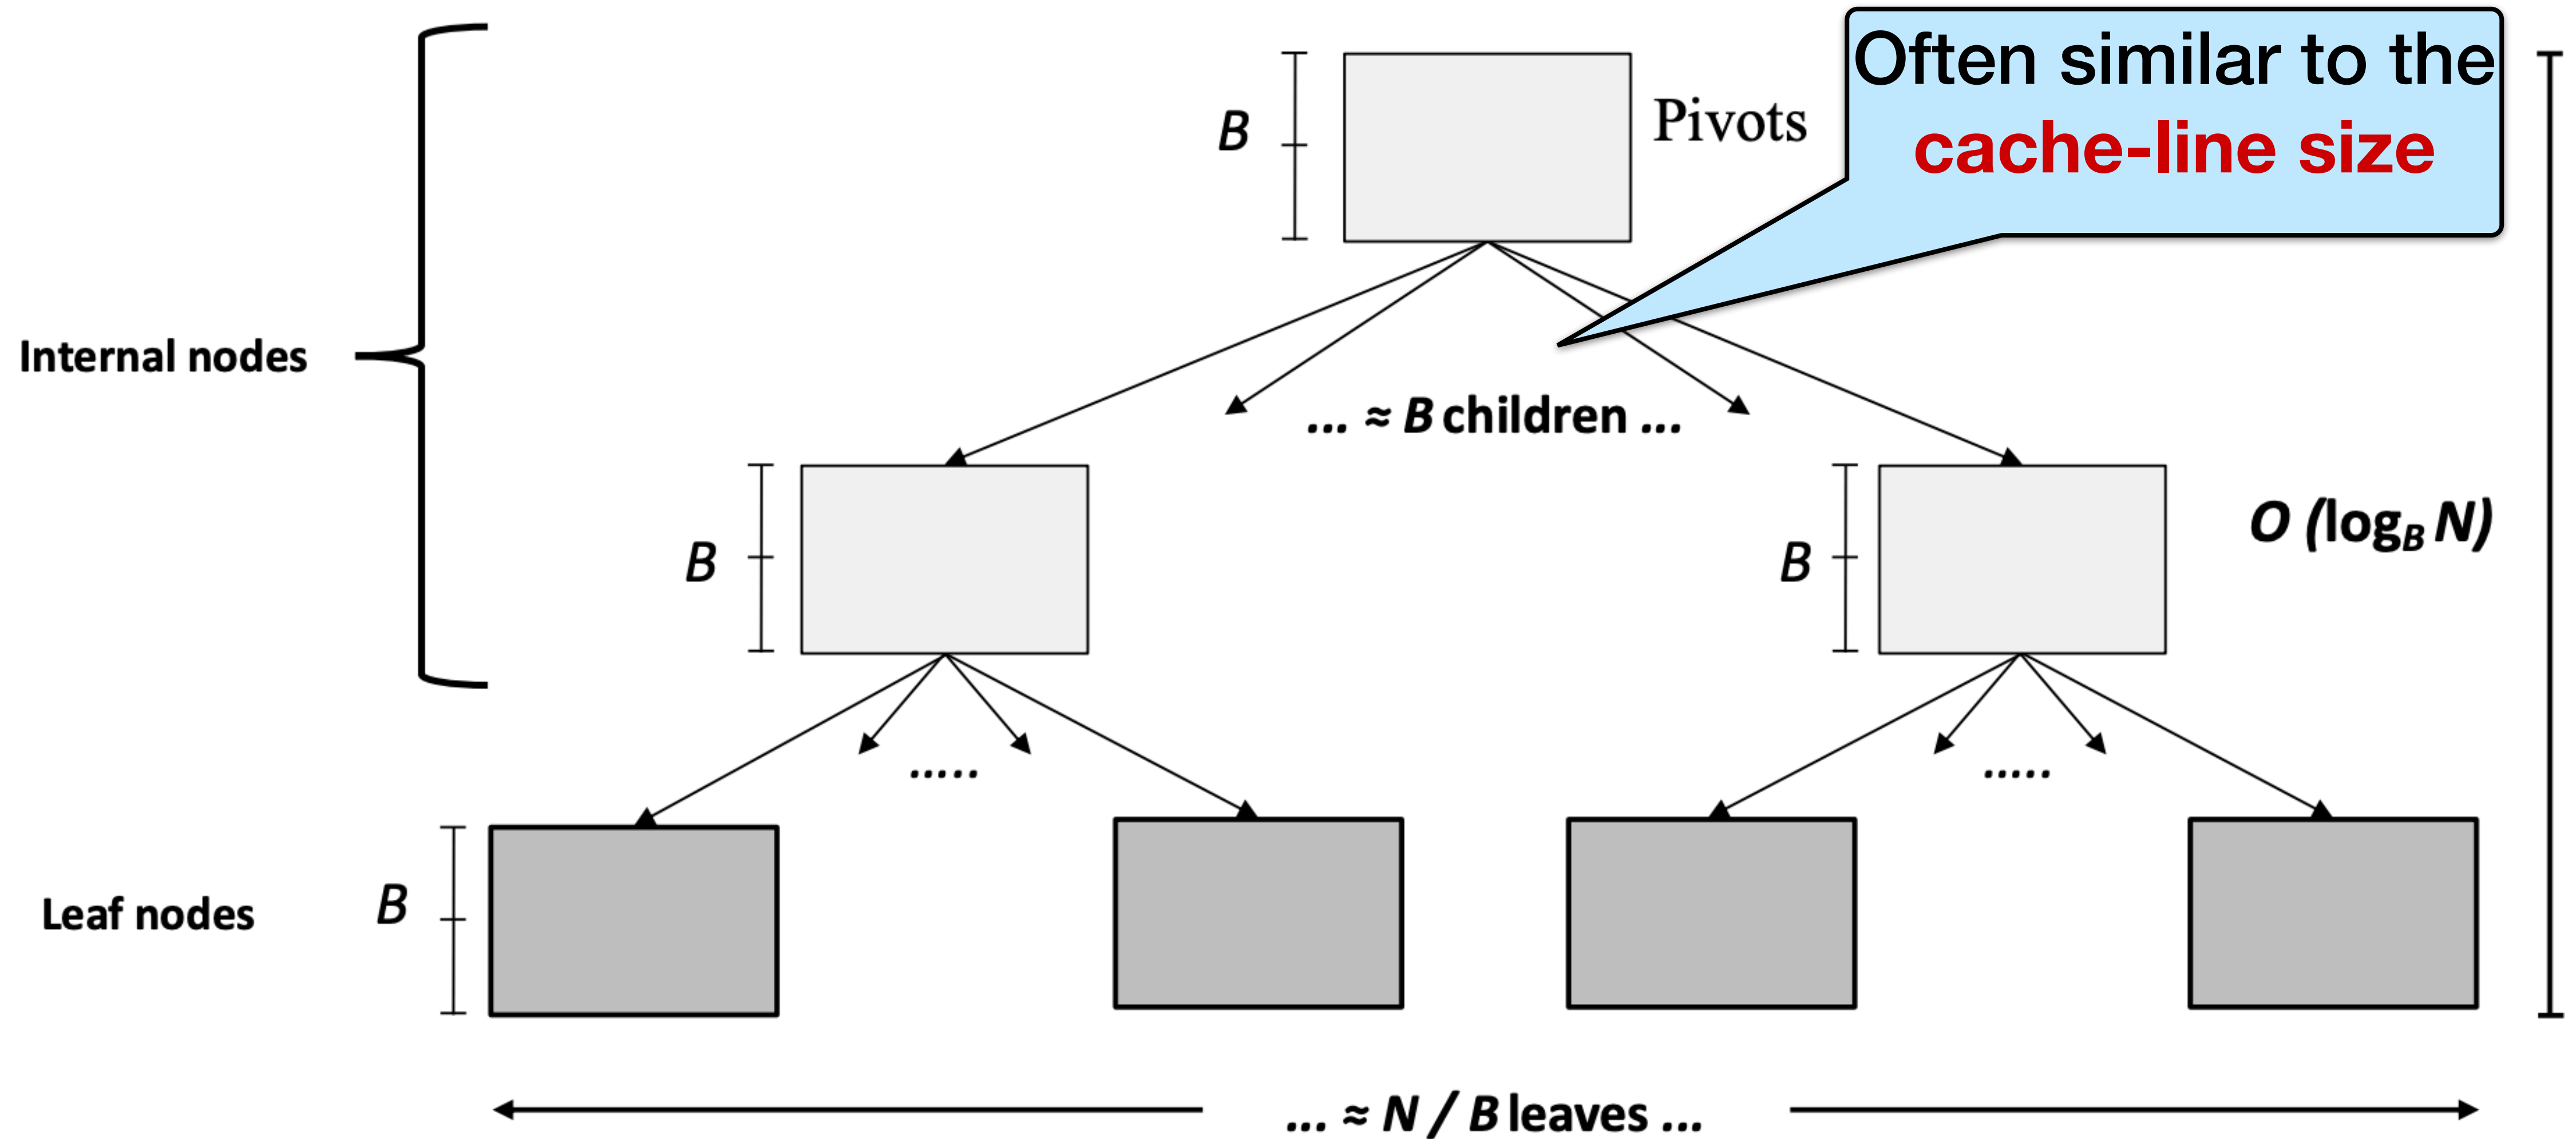 Often similar to the
cache-line size
B
Pivots
Internal nodes
... ≈ B children ...
B
B
O (log_B N)
.....
.....
Leaf nodes
B
... ≈ N / B leaves ...